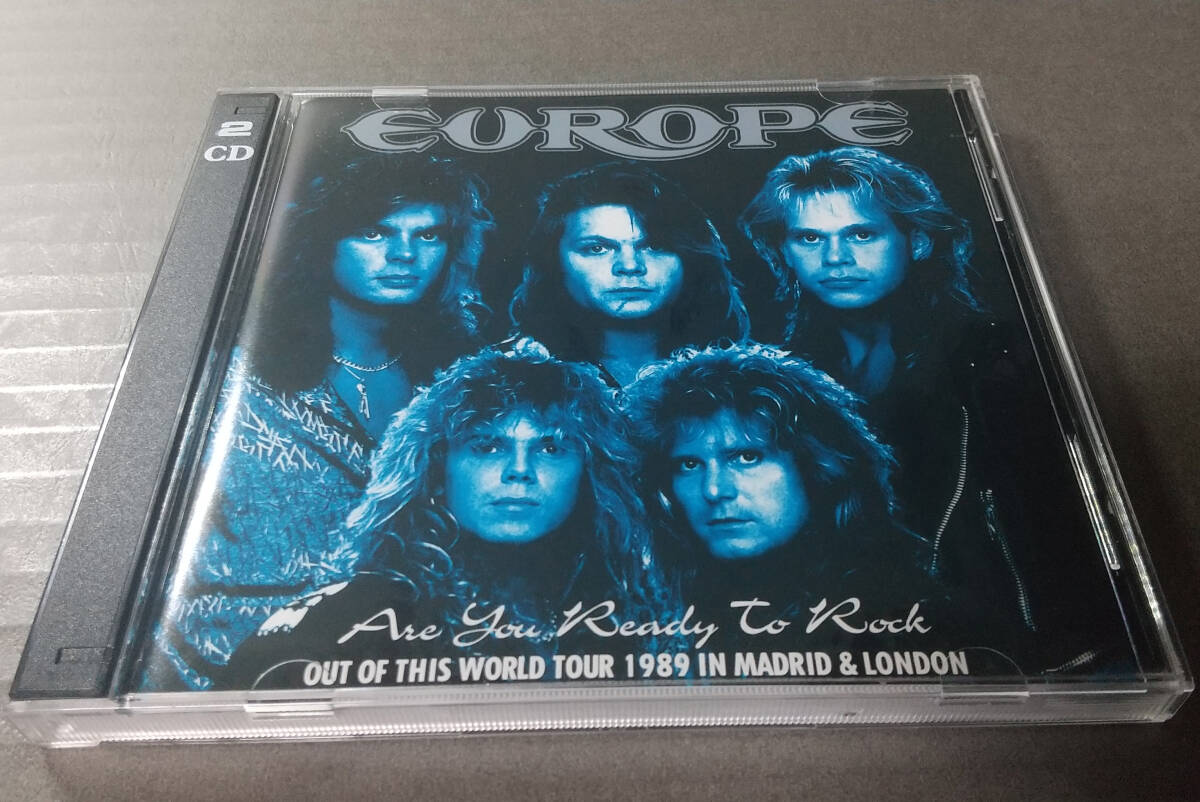 2
CD
EUROPE
Are You Ready To Rock
OUT OF THIS WORLD TOUR 1989 IN MADRID & LONDON